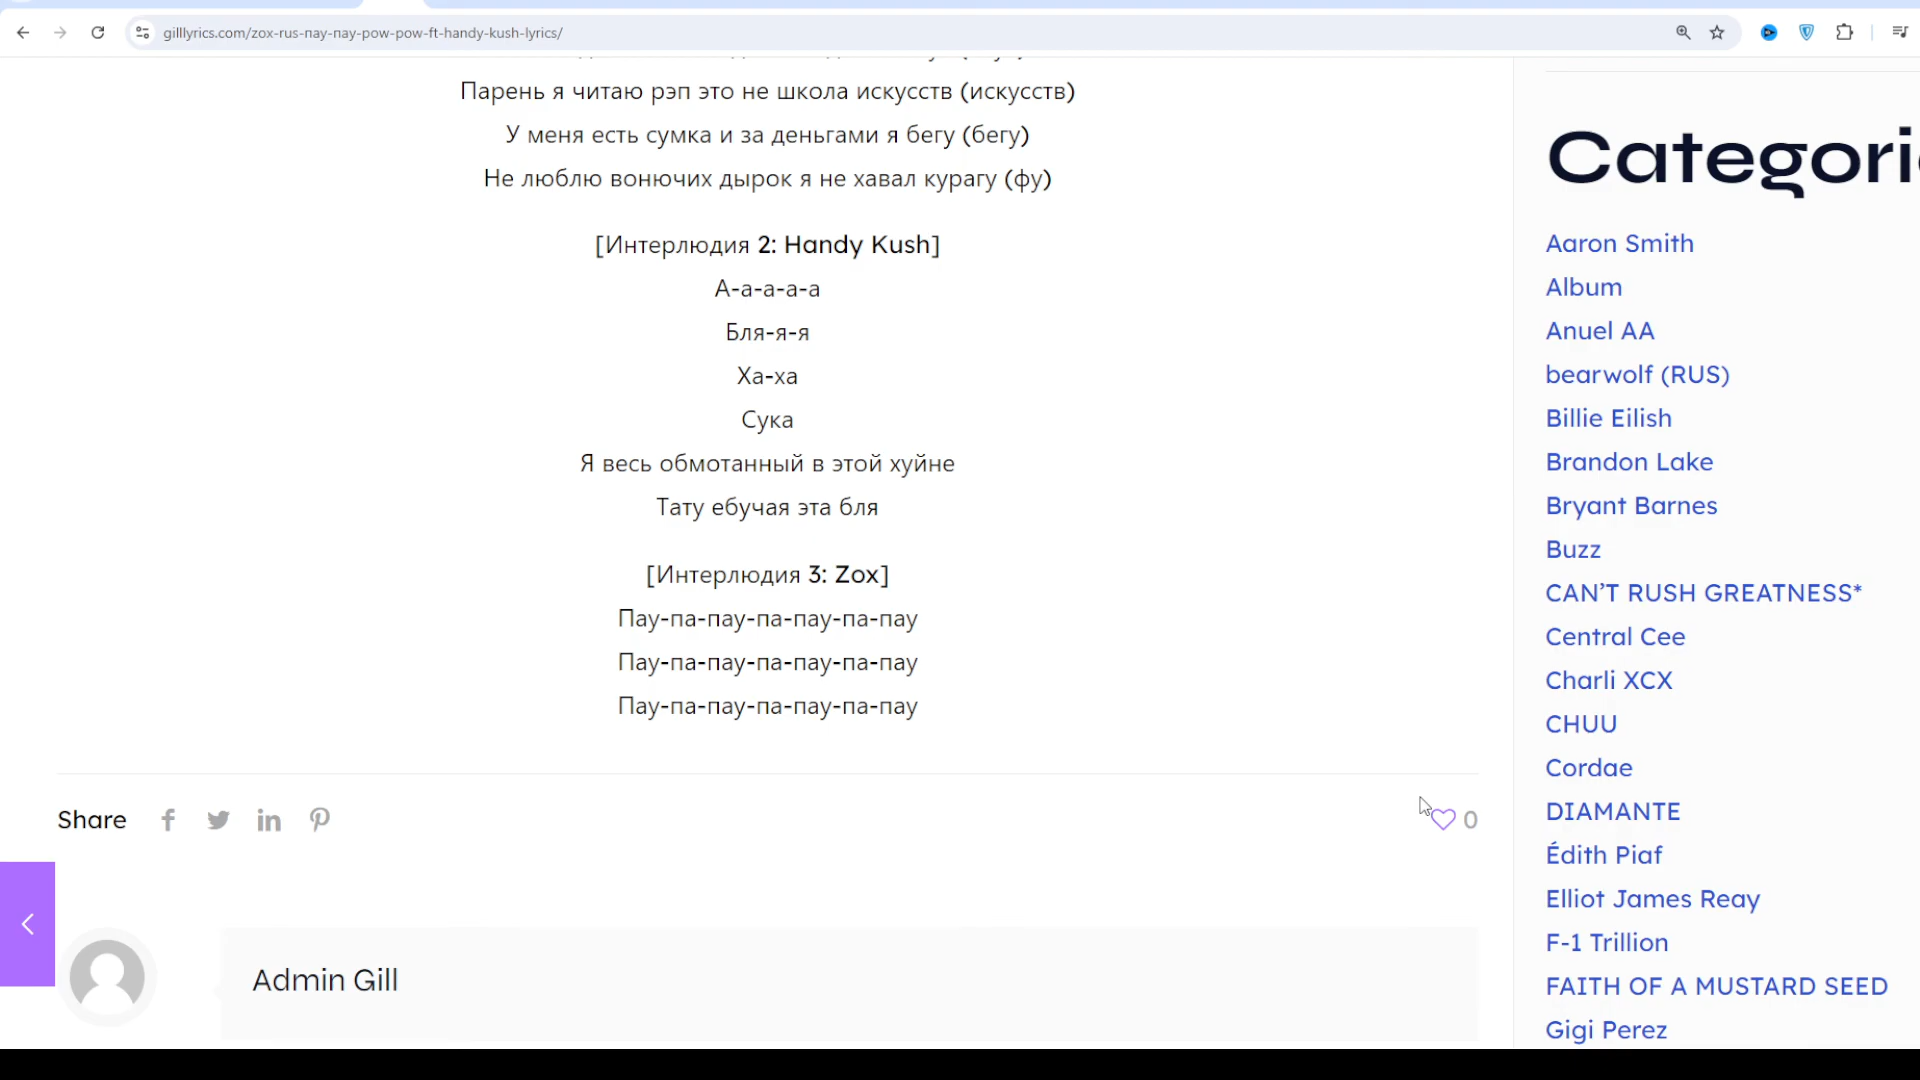 gilllyrics.com/zox-rus-nay-nay-pow-pow-ft-handy-kush-lyrics/
Парень я читаю рэп это не школа искусств (искусств)
У меня есть сумка и за деньгами я бегу (бегу)
Не люблю вонючих дырок я не хавал курагу (фу)
[Интерлюдия 2: Handy Kush]
А-а-а-а-а
Бля-я-я
Ха-ха
Сука
Я весь обмотанный в этой хуйне
Тату ебучая эта бля
[Интерлюдия 3: Zox]
Пау-па-пау-па-пау-па-пау
Пау-па-пау-па-пау-па-пау
Пау-па-пау-па-пау-па-пау
Share
0
Admin Gill
Categori
Aaron Smith
Album
Anuel AA
bearwolf (RUS)
Billie Eilish
Brandon Lake
Bryant Barnes
Buzz
CAN’T RUSH GREATNESS*
Central Cee
Charli XCX
CHUU
Cordae
DIAMANTE
Édith Piaf
Elliot James Reay
F-1 Trillion
FAITH OF A MUSTARD SEED
Gigi Perez